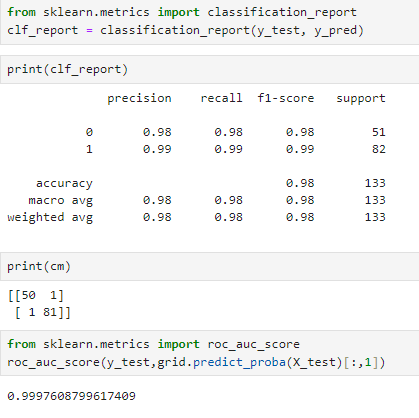 from sklearn.metrics import classification_report
clf_report = classification_report(y_test, y_pred)
print(clf_report)
precision recall f1-score support
0 0.98 0.98 0.98 51
1 0.99 0.99 0.99 82
accuracy 0.98 133
macro avg 0.98 0.98 0.98 133
weighted avg 0.98 0.98 0.98 133
print(cm)
[[50 1]
[ 1 81]]
from sklearn.metrics import roc_auc_score
roc_auc_score(y_test,grid.predict_proba(X_test)[:,1])
0.9997608799617409